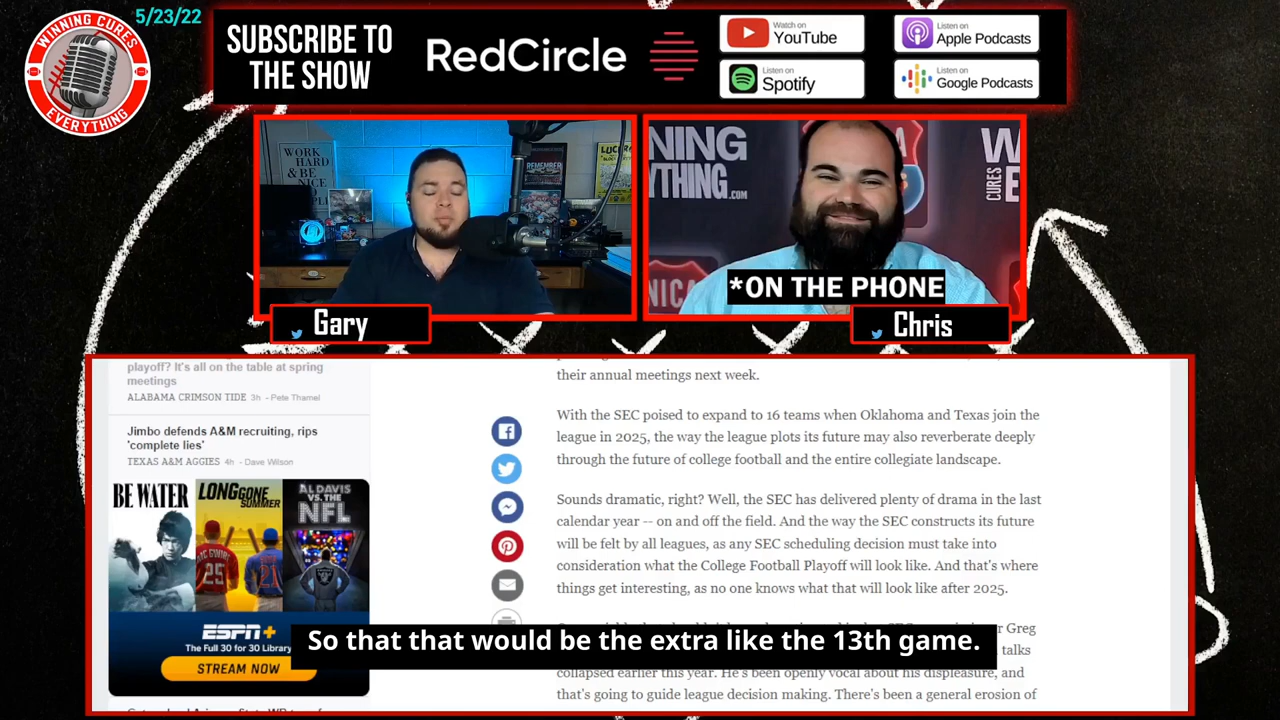 5/23/22
WINNING CURES
EVERYTHING
SUBSCRIBE TO
THE SHOW
RedCircle
Watch on
YouTube
Listen on
Apple Podcasts
Listen on
Spotify
Listen on
Google Podcasts
WORK
HARD
& BE
NICE
REMEMBER
NING
YTHING
.COM
W
CURES
E
NICA
*ON THE PHONE
Gary
Chris
playoff? It's all on the table at spring
meetings
ALABAMA CRIMSON TIDE 3h - Pete Thamel
Jimbo defends A&M recruiting, rips
'complete lies'
TEXAS A&M AGGIES 4h - Dave Wilson
BE WATER
LONG GONE
SUMMER
AL DAVIS
VS. THE
NFL
McGWIRE
25
21
ESPN+
The Full 30 for 30 Library
STREAM NOW
their annual meetings next week.
With the SEC poised to expand to 16 teams when Oklahoma and Texas join the
league in 2025, the way the league plots its future may also reverberate deeply
through the future of college football and the entire collegiate landscape.
Sounds dramatic, right? Well, the SEC has delivered plenty of drama in the last
calendar year -- on and off the field. And the way the SEC constructs its future
will be felt by all leagues, as any SEC scheduling decision must take into
consideration what the College Football Playoff will look like. And that's where
things get interesting, as no one knows what that will look like after 2025.
r Greg
talks
collapsed earlier this year. He's been openly vocal about his displeasure, and
that's going to guide league decision making. There's been a general erosion of
So that that would be the extra like the 13th game.